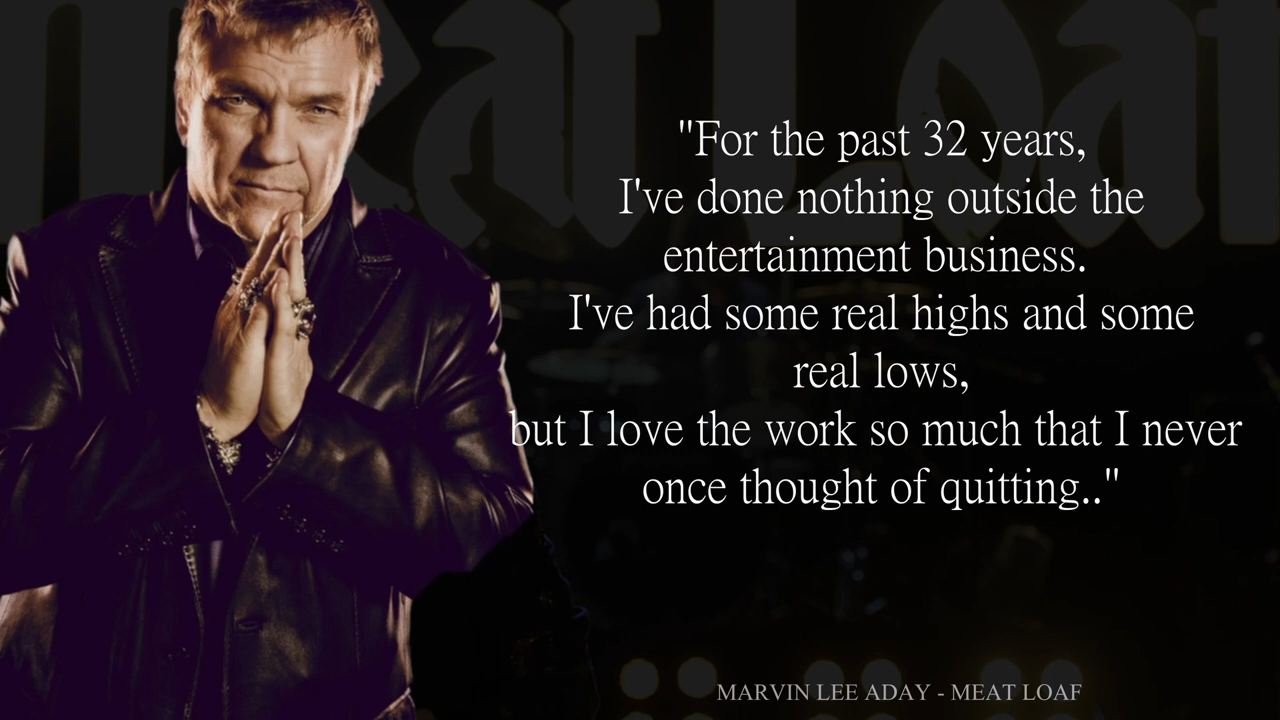 Meat Loaf
"For the past 32 years,
I've done nothing outside the
entertainment business.
I've had some real highs and some
real lows,
but I love the work so much that I never
once thought of quitting.."
MARVIN LEE ADAY - MEAT LOAF